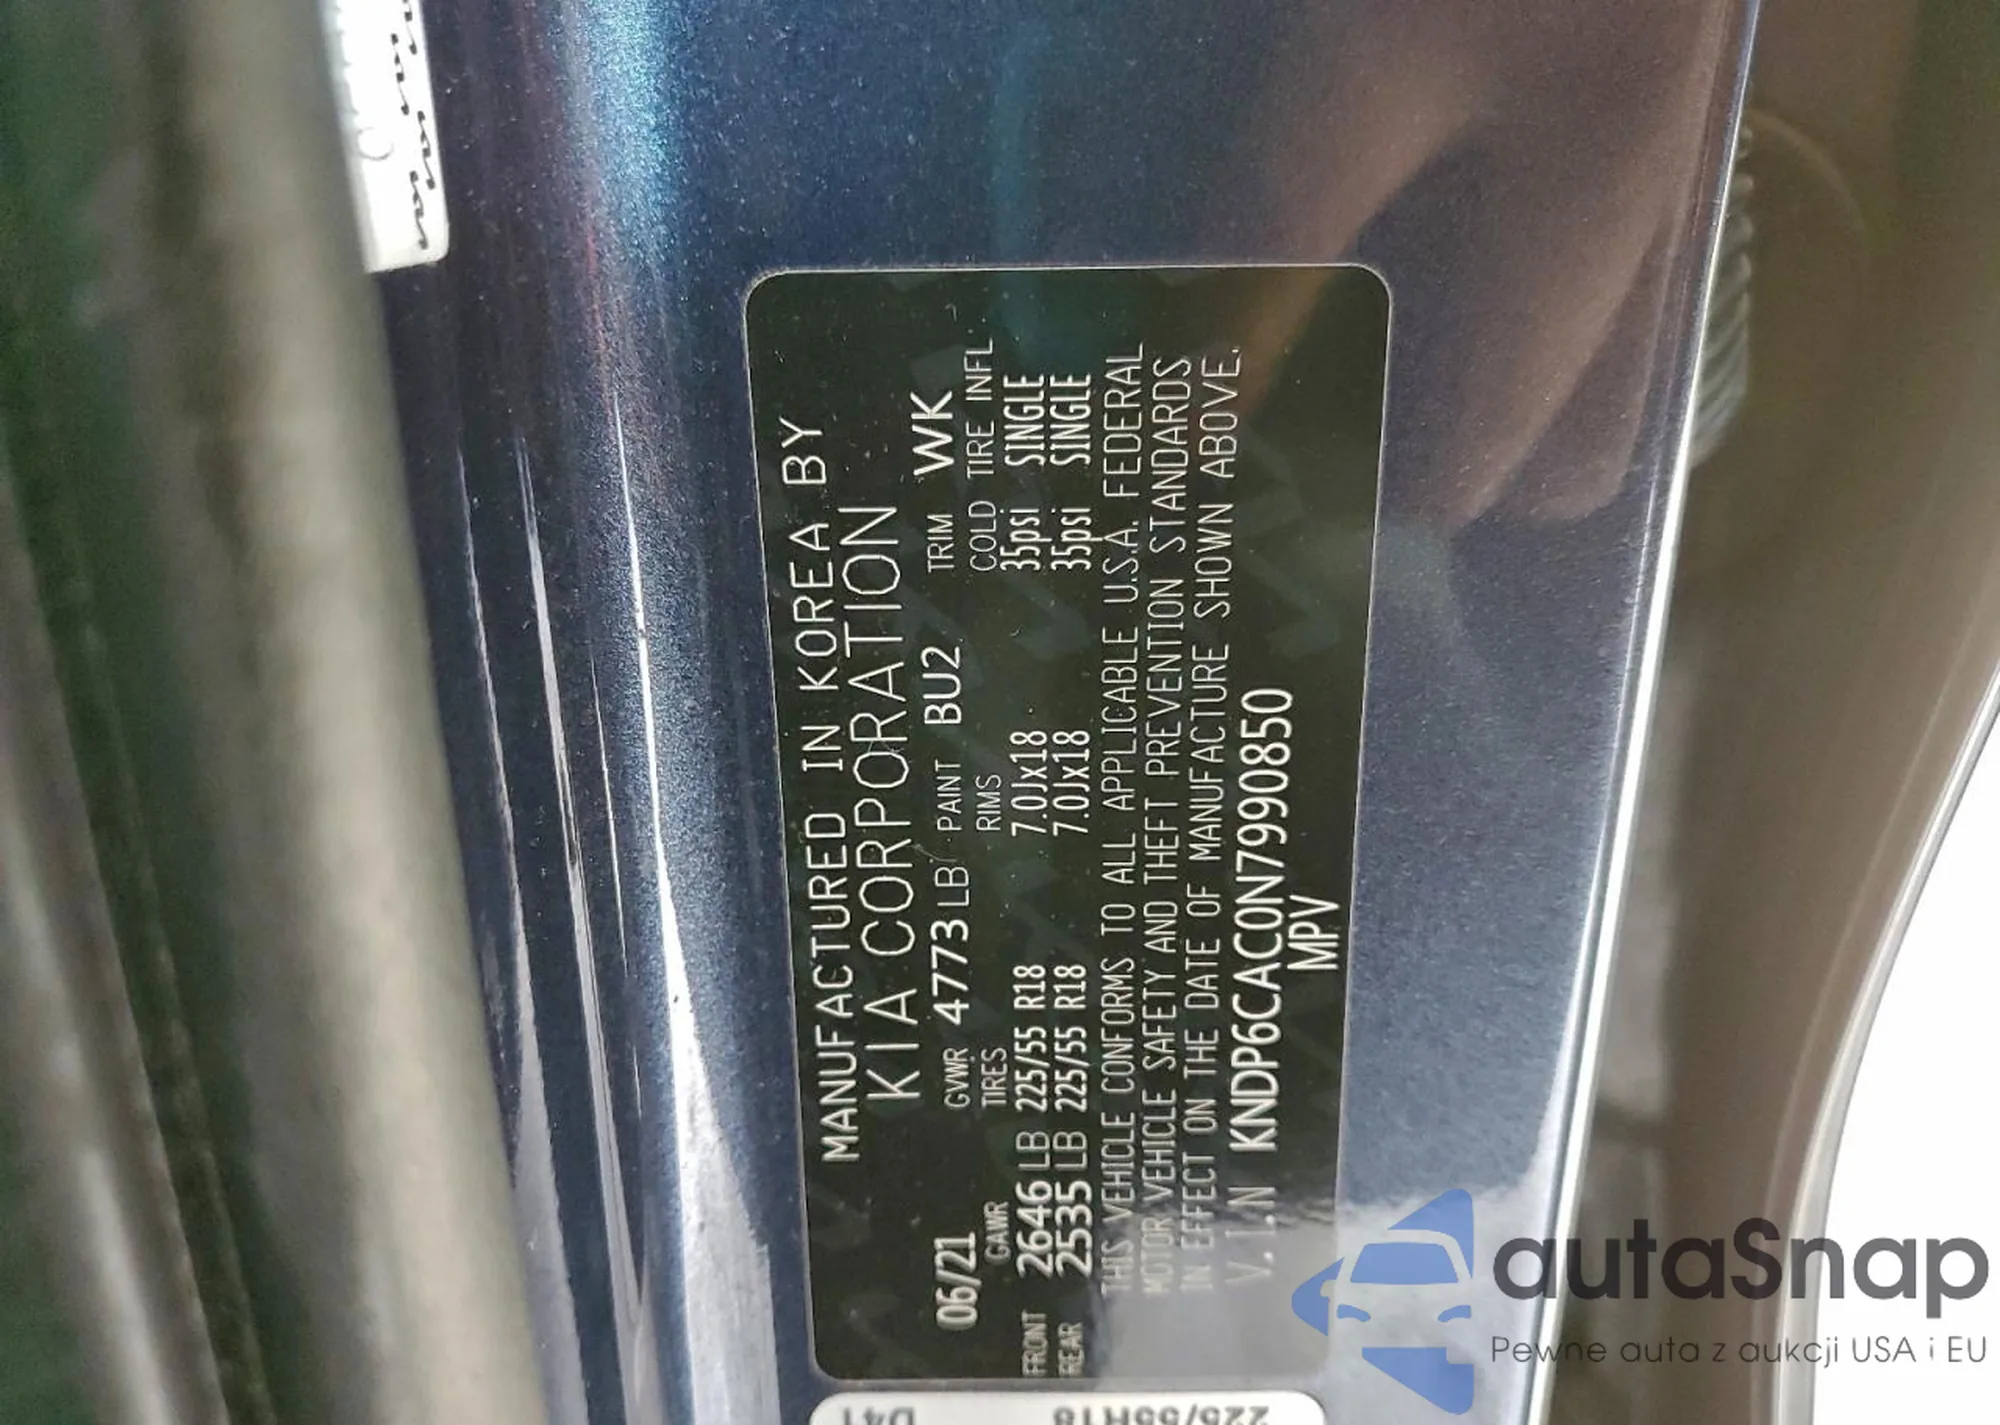 MANUFACTURED IN KOREA BY
KIA CORPORATION
06/21 GVWR 4773 LB PAINT BU2 TRIM WK
GAWR TIRES RIMS COLD TIRE INFL
FRONT 2646 LB 225/55 R18 7.0Jx18 35psi SINGLE
REAR 2535 LB 225/55 R18 7.0Jx18 35psi SINGLE
THIS VEHICLE CONFORMS TO ALL APPLICABLE U.S.A. FEDERAL
MOTOR VEHICLE SAFETY AND THEFT PREVENTION STANDARDS
IN EFFECT ON THE DATE OF MANUFACTURE SHOWN ABOVE.
V.I.N KNDP6CAC0N7990850
MPV
D41 225/55R18
autaSnap
Pewne auta z aukcji USA i EU